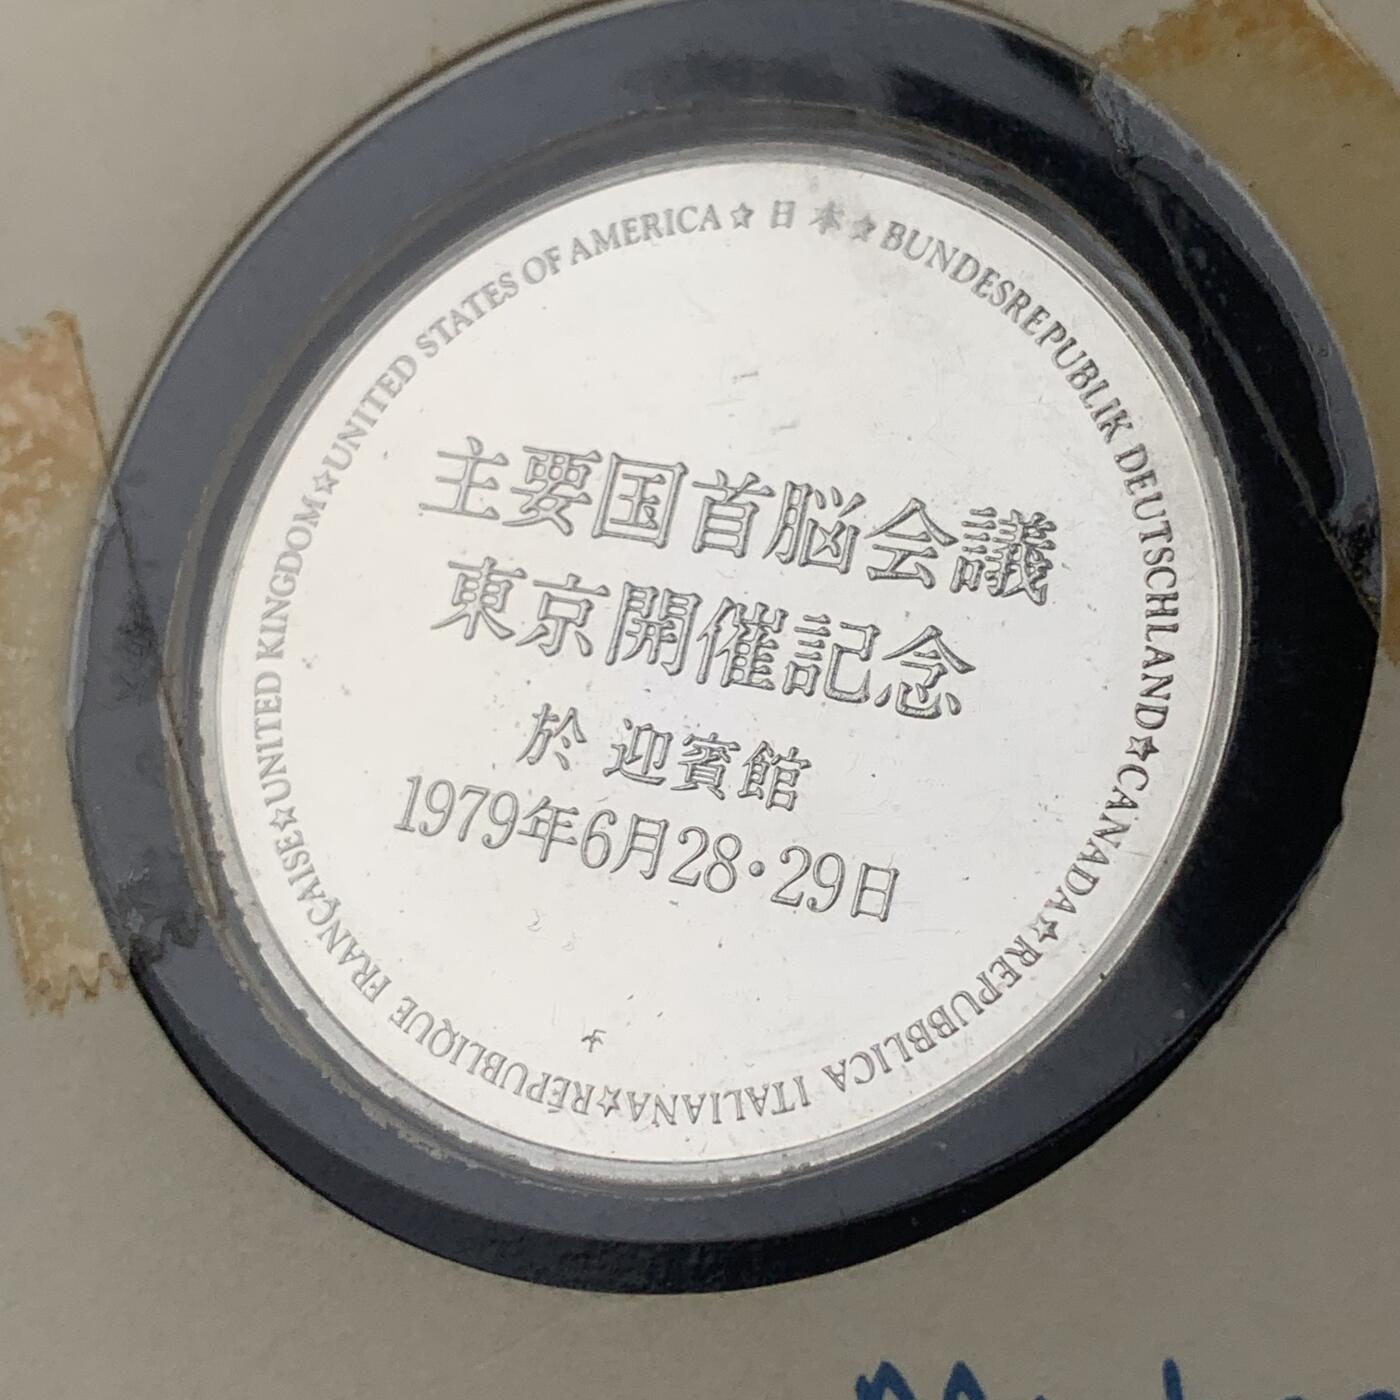 UNITED STATES OF AMERICA☆日本☆BUNDESREPUBLIK DEUTSCHLAND☆CANADA☆REPUBBLICA ITALIANA☆RÉPUBLIQUE FRANÇAISE☆UNITED KINGDOM☆
主要国首脳会議
東京開催記念
於 迎賓館
1979年6月28・29日